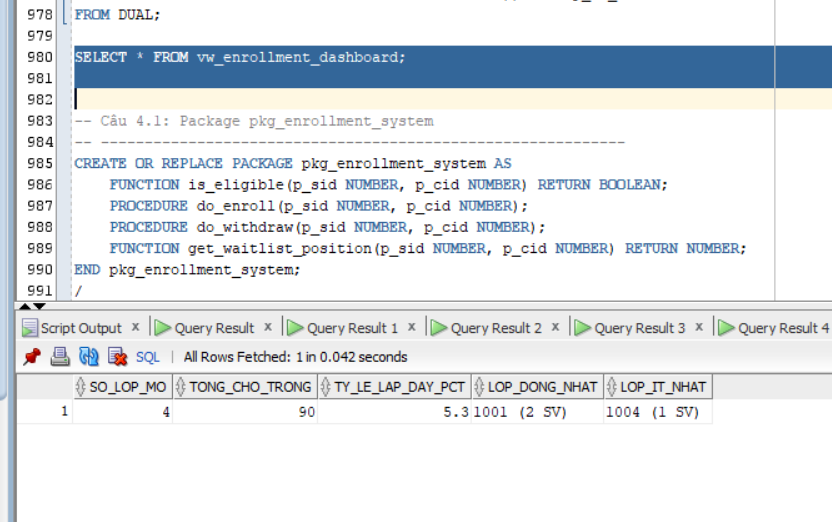 978 FROM DUAL;
979
980 SELECT * FROM vw_enrollment_dashboard;
981
982
983 -- Câu 4.1: Package pkg_enrollment_system
984 -- ------------------------------------------------------------
985 CREATE OR REPLACE PACKAGE pkg_enrollment_system AS
986 FUNCTION is_eligible(p_sid NUMBER, p_cid NUMBER) RETURN BOOLEAN;
987 PROCEDURE do_enroll(p_sid NUMBER, p_cid NUMBER);
988 PROCEDURE do_withdraw(p_sid NUMBER, p_cid NUMBER);
989 FUNCTION get_waitlist_position(p_sid NUMBER, p_cid NUMBER) RETURN NUMBER;
990 END pkg_enrollment_system;
991 /
Script Output x Query Result x Query Result 1 x Query Result 2 x Query Result 3 x Query Result 4
SQL | All Rows Fetched: 1 in 0.042 seconds
SO_LOP_MO TONG_CHO_TRONG TY_LE_LAP_DAY_PCT LOP_DONG_NHAT LOP_IT_NHAT
1 4 90 5.3 1001 (2 SV) 1004 (1 SV)